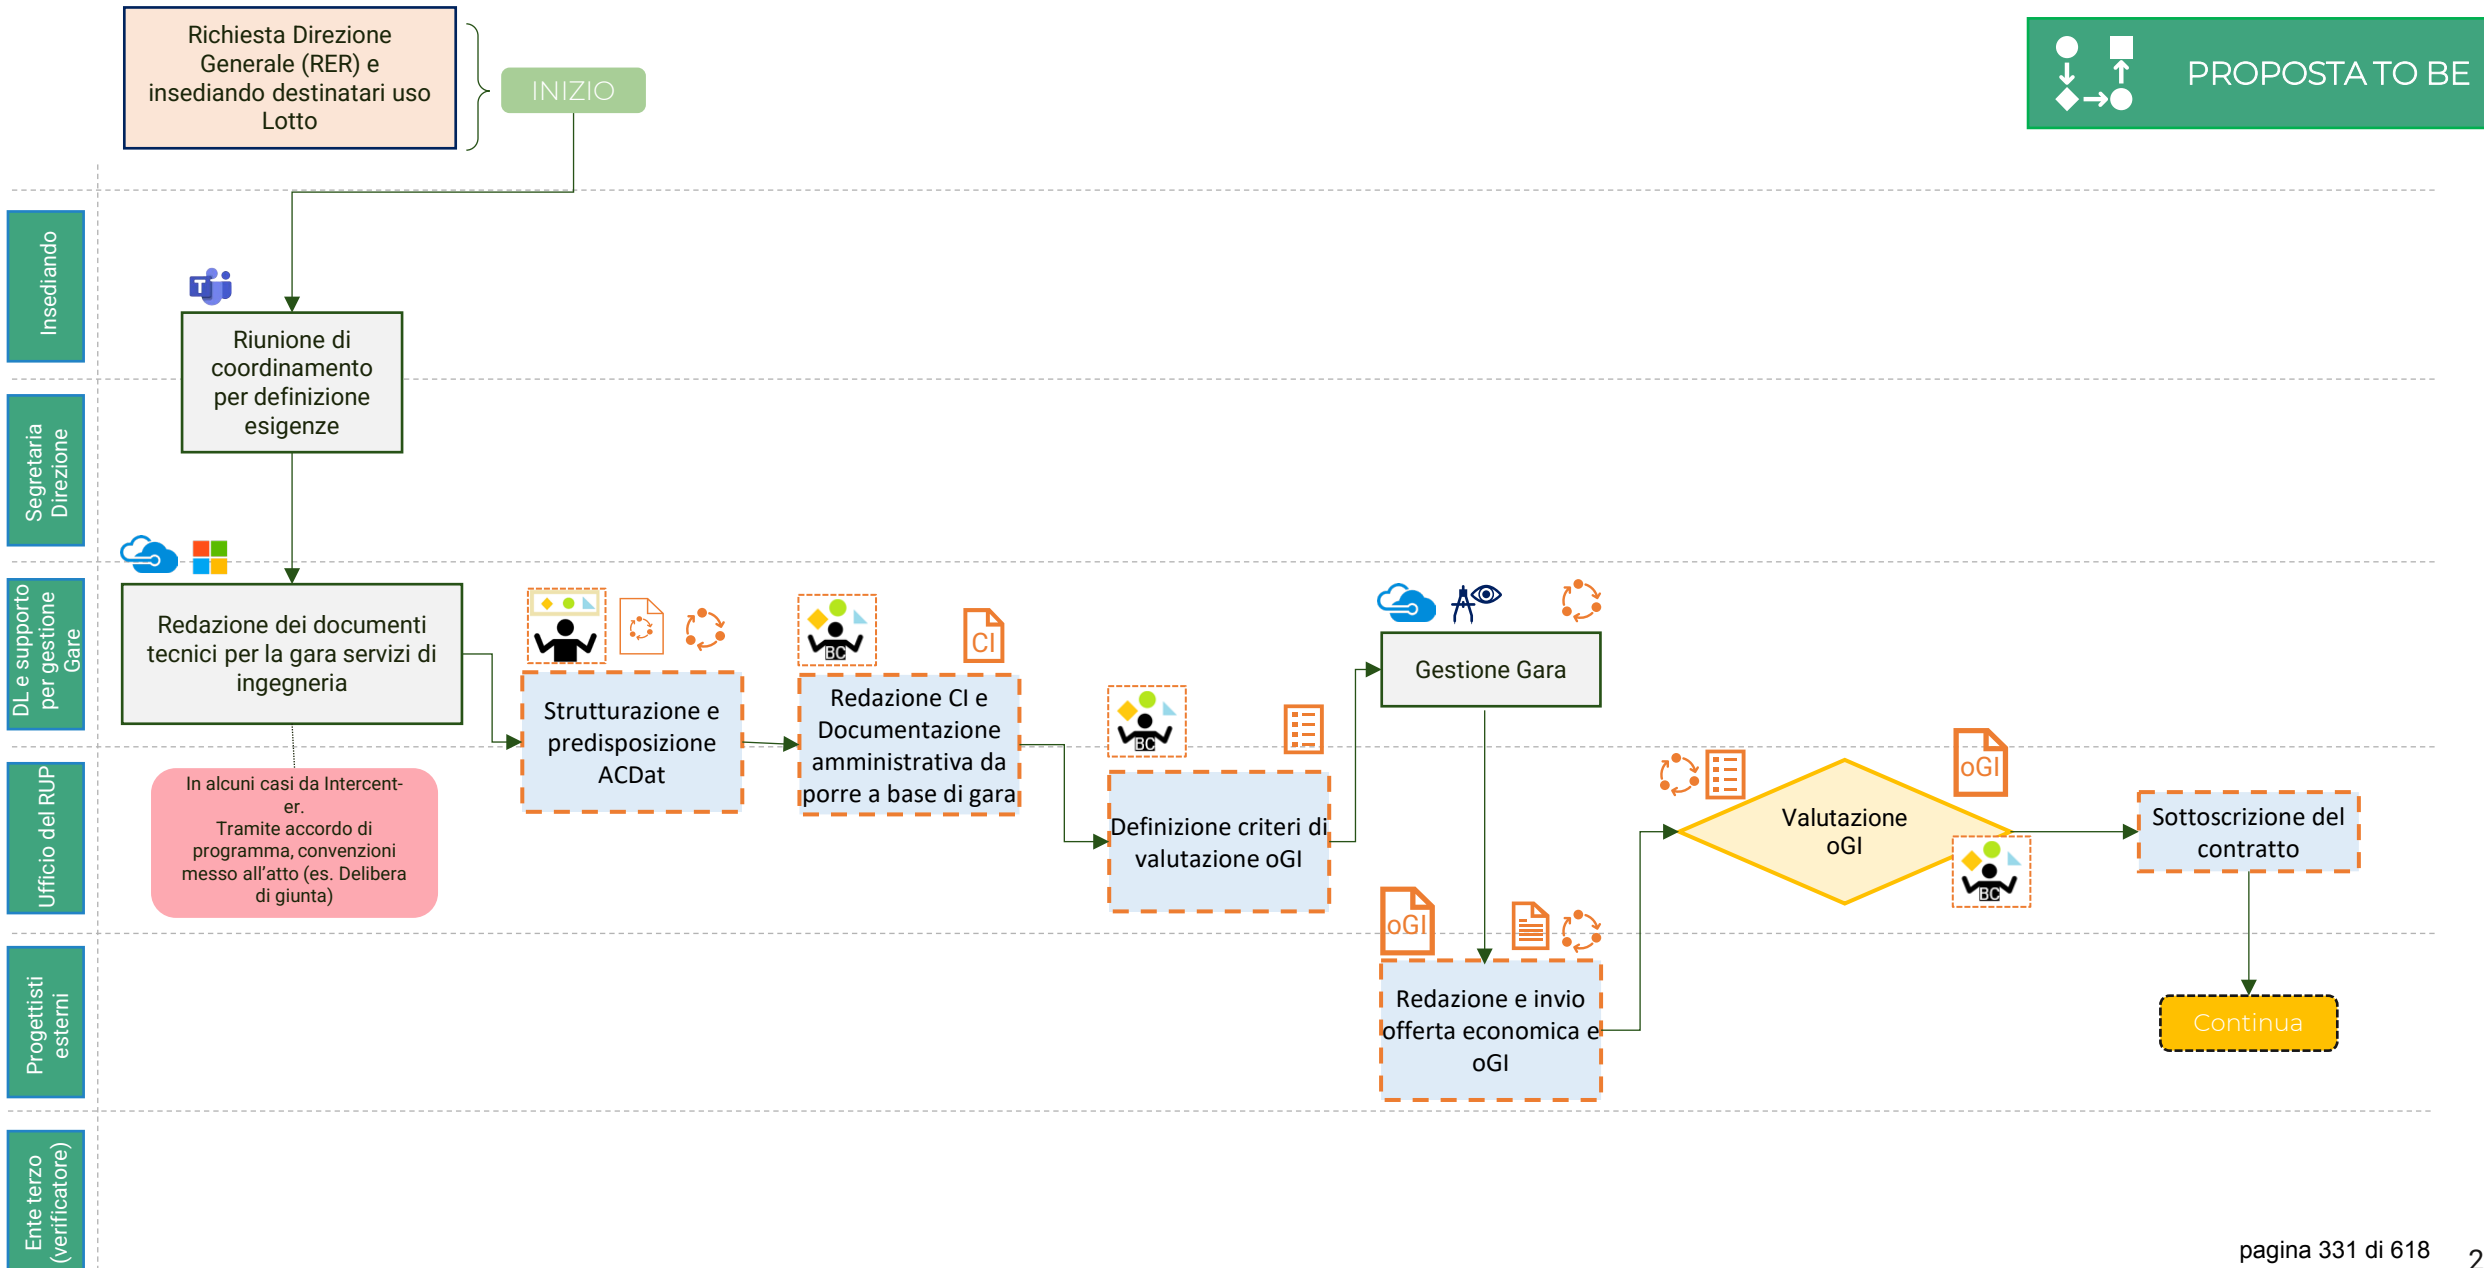 Richiesta Direzione
Generale (RER) e
insediando destinatari uso
Lotto
INIZIO
PROPOSTA TO BE
Insediando
Riunione di
coordinamento
per definizione
esigenze
Segretaria
Direzione
DL e supporto
per gestione
Gare
Redazione dei documenti
tecnici per la gara servizi di
ingegneria
Strutturazione e
predisposizione
ACDat
BC
CI
Redazione CI e
Documentazione
amministrativa da
porre a base di gara
BC
Definizione criteri di
valutazione oGI
Gestione Gara
Ufficio del RUP
In alcuni casi da Intercent-
er.
Tramite accordo di
programma, convenzioni
messo all'atto (es. Delibera
di giunta)
Valutazione
oGI
oGI
BC
Sottoscrizione del
contratto
Progettisti
esterni
oGI
Redazione e invio
offerta economica e
oGI
Continua
Ente terzo
(verificatore)
pagina 331 di 618
2